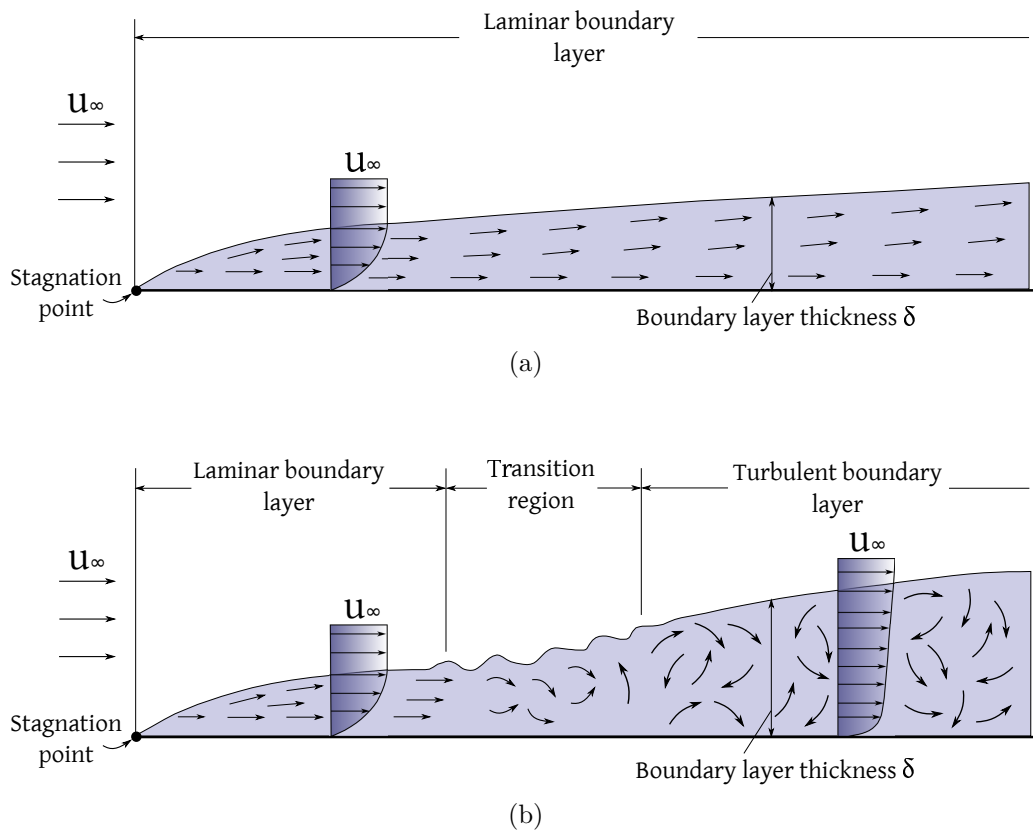 Laminar boundary
layer
u∞
u∞
Stagnation
point
Boundary layer thickness δ
(a)
Laminar boundary
layer
Transition
region
Turbulent boundary
layer
u∞
u∞
u∞
Stagnation
point
Boundary layer thickness δ
(b)